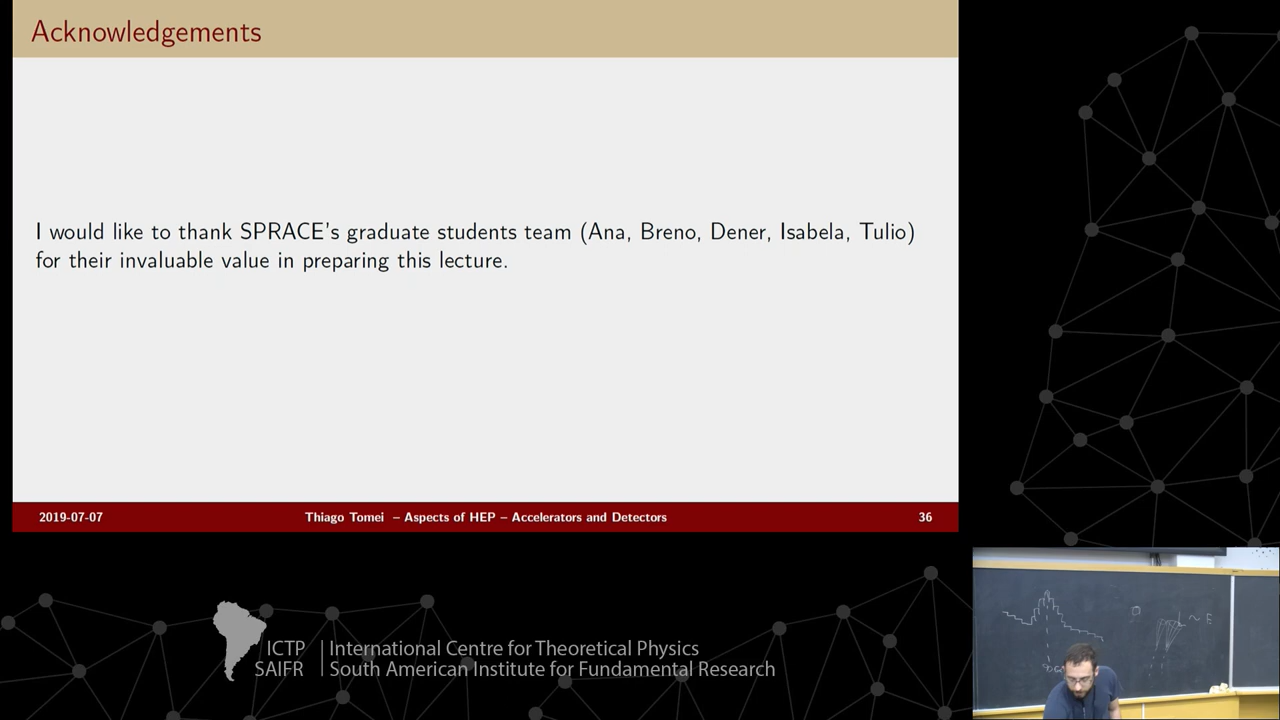 Acknowledgements
I would like to thank SPRACE's graduate students team (Ana, Breno, Dener, Isabela, Tulio)
for their invaluable value in preparing this lecture.
2019-07-07 Thiago Tomei – Aspects of HEP – Accelerators and Detectors 36
ICTP International Centre for Theoretical Physics
SAIFR South American Institute for Fundamental Research
~ E